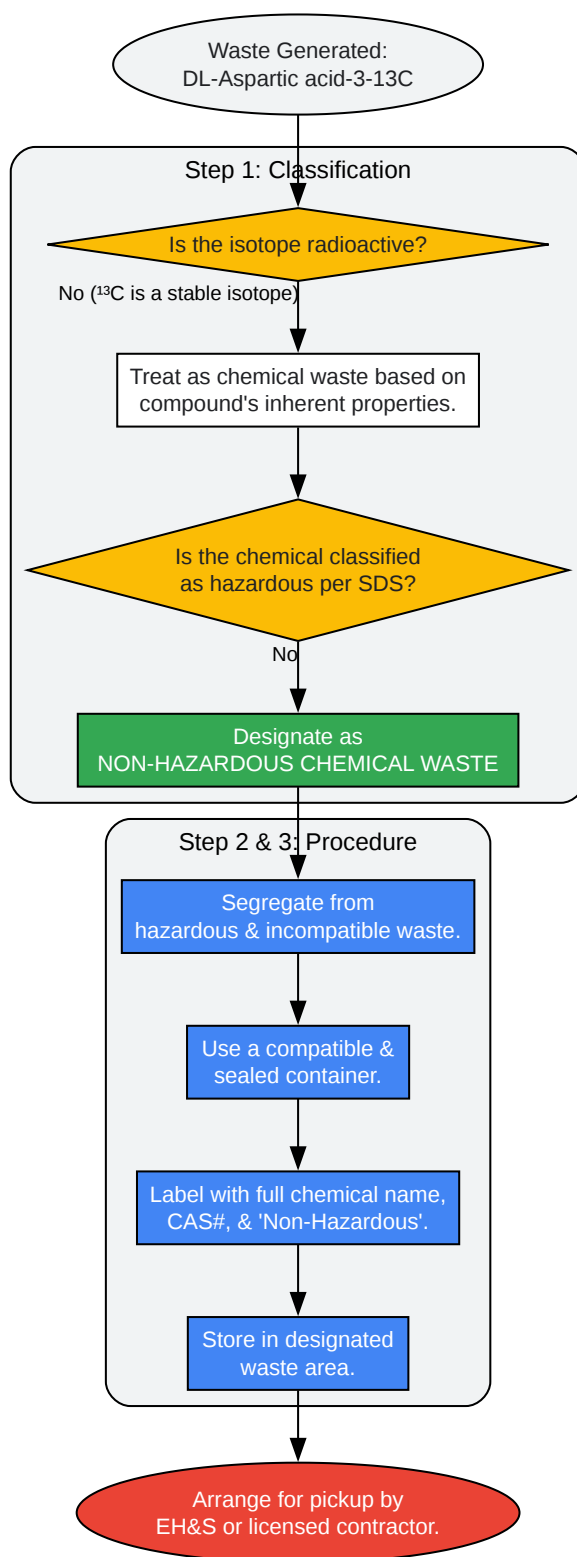 Waste Generated:
DL-Aspartic acid-3-13C
Step 1: Classification
Is the isotope radioactive?
No (¹³C is a stable isotope)
Treat as chemical waste based on
compound's inherent properties.
Is the chemical classified
as hazardous per SDS?
No
Designate as
NON-HAZARDOUS CHEMICAL WASTE
Step 2 & 3: Procedure
Segregate from
hazardous & incompatible waste.
Use a compatible &
sealed container.
Label with full chemical name,
CAS#, & 'Non-Hazardous'.
Store in designated
waste area.
Arrange for pickup by
EH&S or licensed contractor.